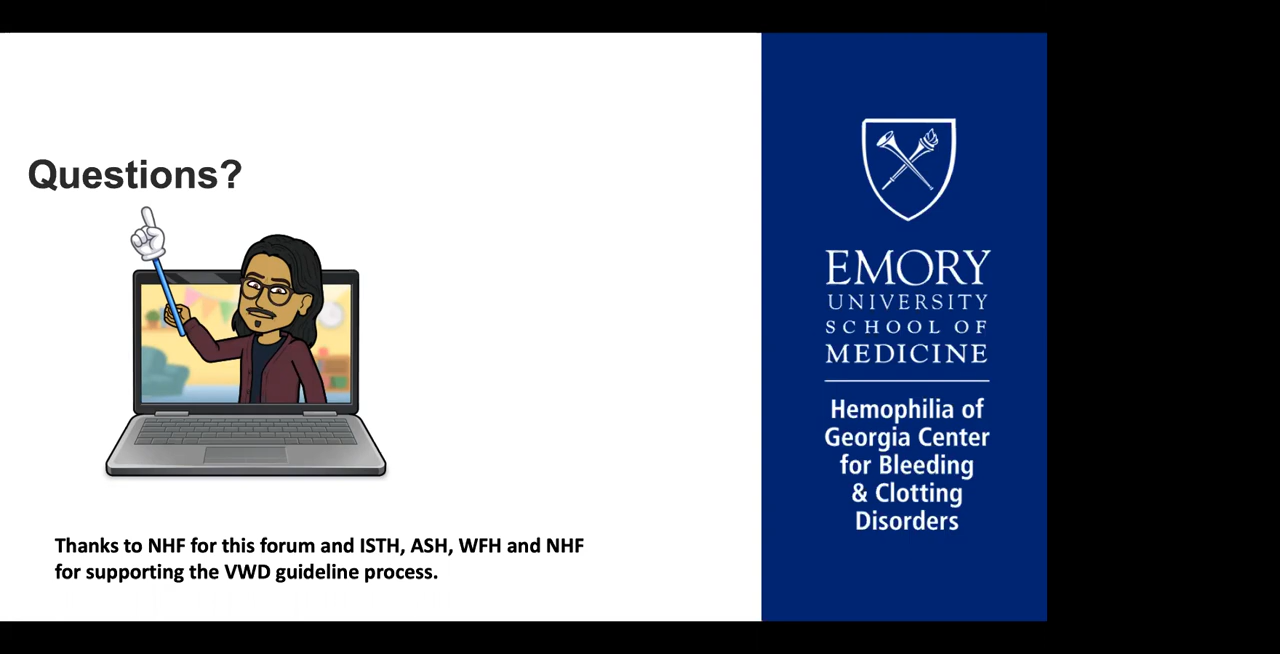 Questions?
Thanks to NHF for this forum and ISTH, ASH, WFH and NHF
for supporting the VWD guideline process.
EMORY
UNIVERSITY
SCHOOL OF
MEDICINE
Hemophilia of
Georgia Center
for Bleeding
& Clotting
Disorders